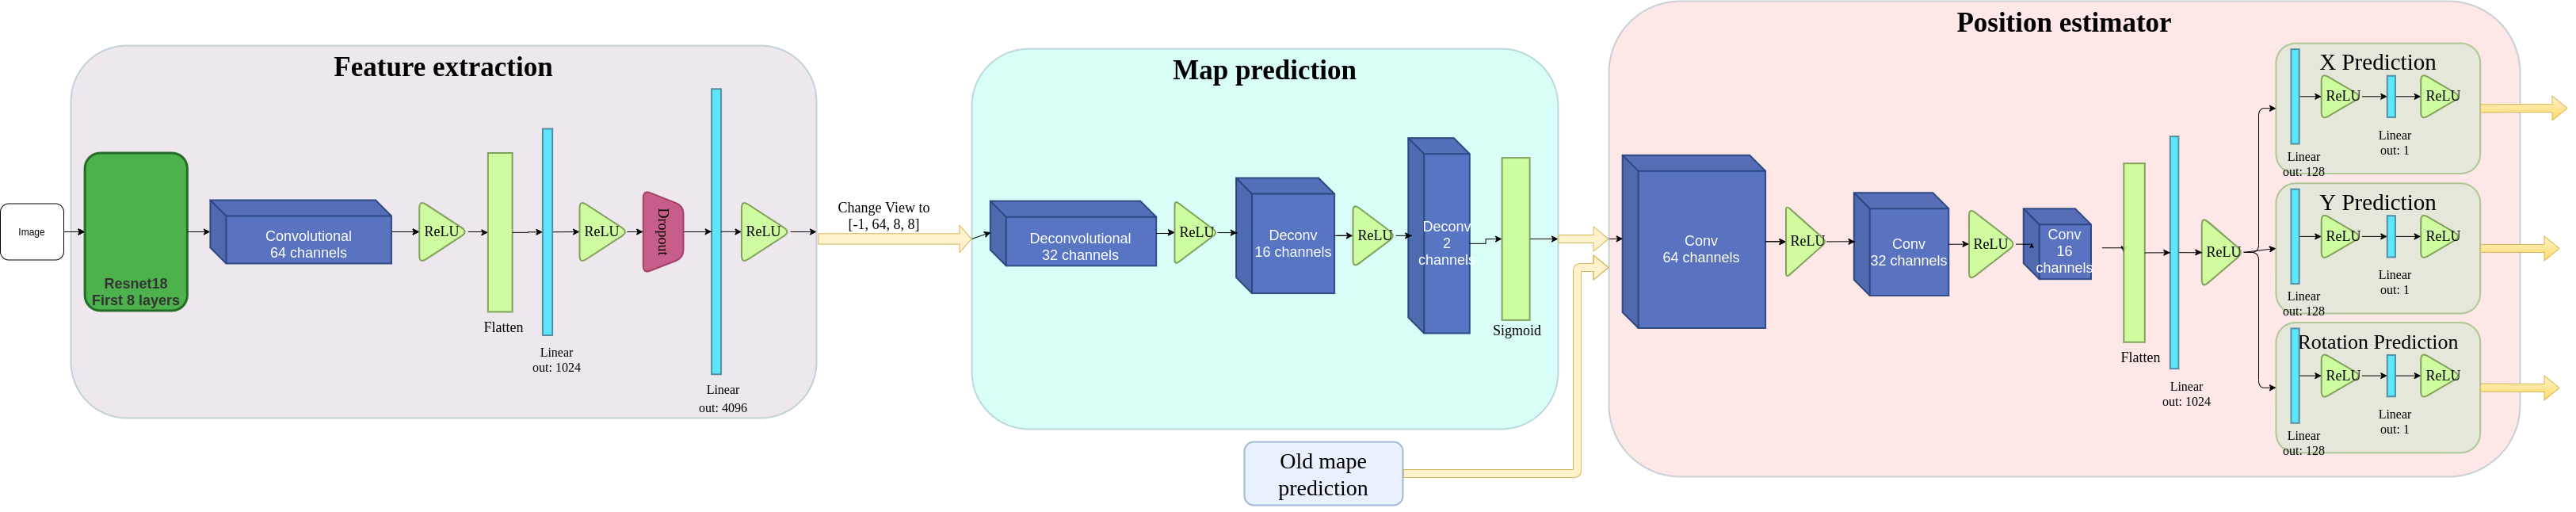 Feature extraction
Image
Resnet18
First 8 layers
Convolutional
64 channels
ReLU
Flatten
Linear
out: 1024
ReLU
Dropout
Linear
out: 4096
ReLU
Change View to
[-1, 64, 8, 8]
Map prediction
Deconvolutional
32 channels
ReLU
Deconv
16 channels
ReLU
Deconv
2
channels
Sigmoid
Old mape
prediction
Position estimator
Conv
64 channels
ReLU
Conv
32 channels
ReLU
Conv
16
channels
Flatten
Linear
out: 1024
ReLU
X Prediction
ReLU
ReLU
Linear
out: 128
Linear
out: 1
Y Prediction
ReLU
ReLU
Linear
out: 128
Linear
out: 1
Rotation Prediction
ReLU
ReLU
Linear
out: 128
Linear
out: 1